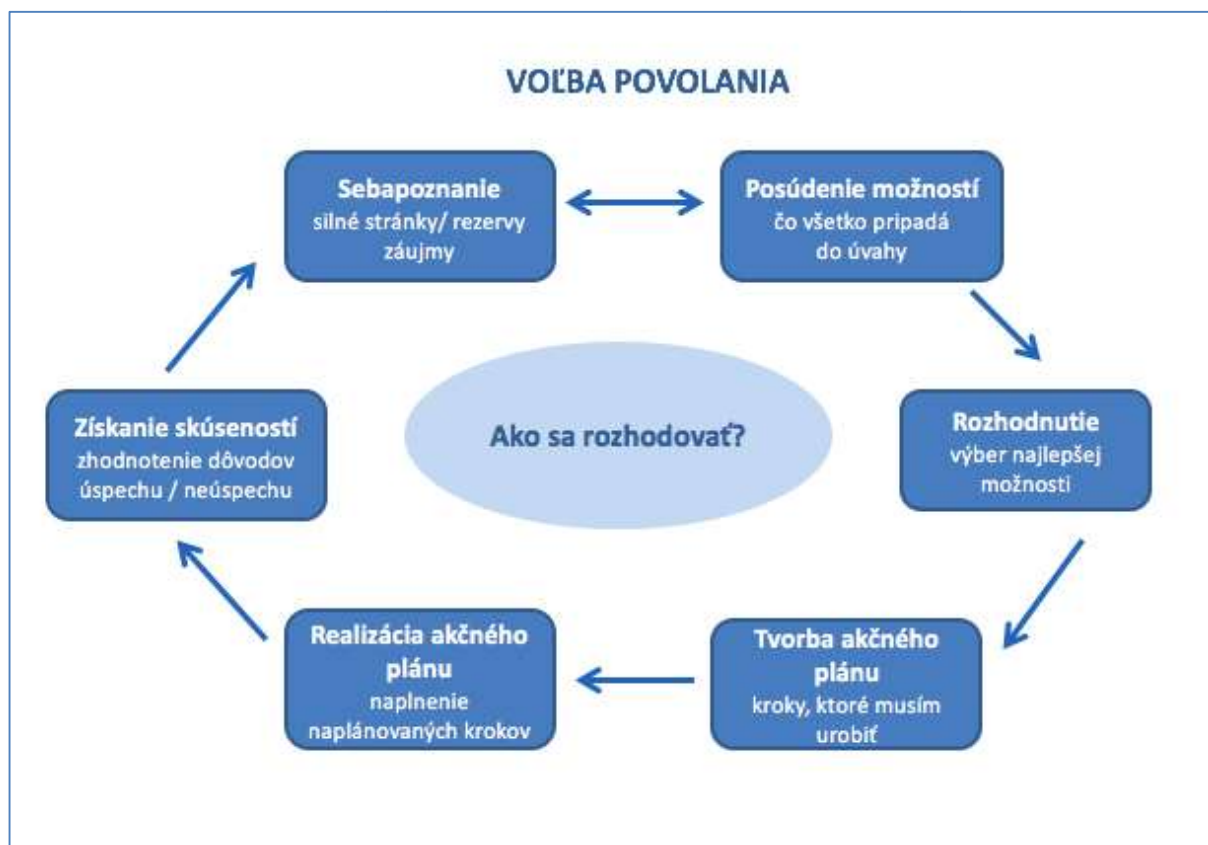 VOĽBA POVOLANIA
Sebapoznanie
silné stránky/ rezervy
záujmy
Posúdenie možností
čo všetko pripadá
do úvahy
Získanie skúseností
zhodnotenie dôvodov
úspechu / neúspechu
Ako sa rozhodovať?
Rozhodnutie
výber najlepšej
možnosti
Realizácia akčného
plánu
naplnenie
naplánovaných krokov
Tvorba akčného
plánu
kroky, ktoré musím
urobiť